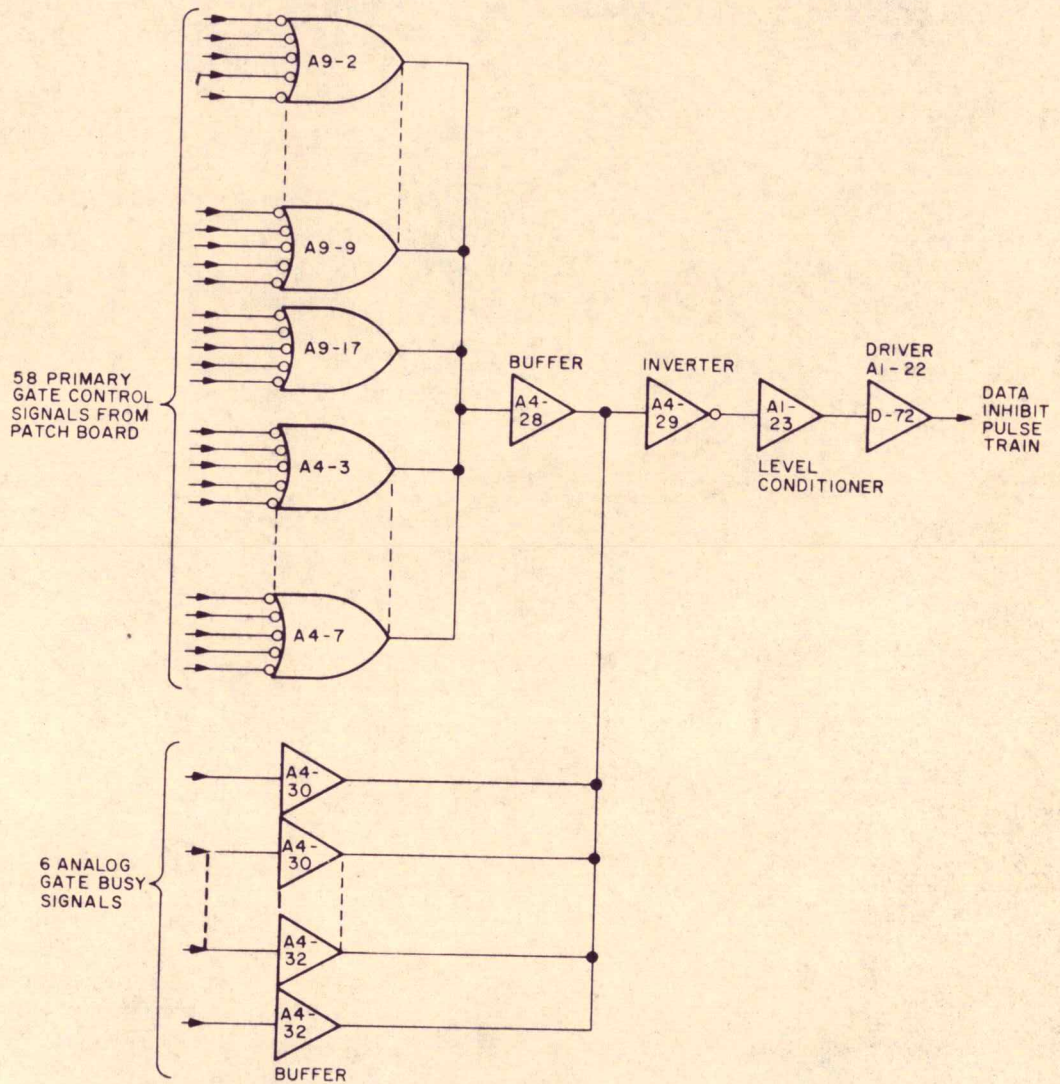 A9-2
A9-9
A9-17
58 PRIMARY
GATE CONTROL
SIGNALS FROM
PATCH BOARD
A4-3
A4-7
BUFFER
A4-
28
INVERTER
A4-
29
A1-
23
LEVEL
CONDITIONER
DRIVER
A1-22
D-72
DATA
INHIBIT
PULSE
TRAIN
6 ANALOG
GATE BUSY
SIGNALS
A4-
30
A4-
30
A4-
32
A4-
32
BUFFER